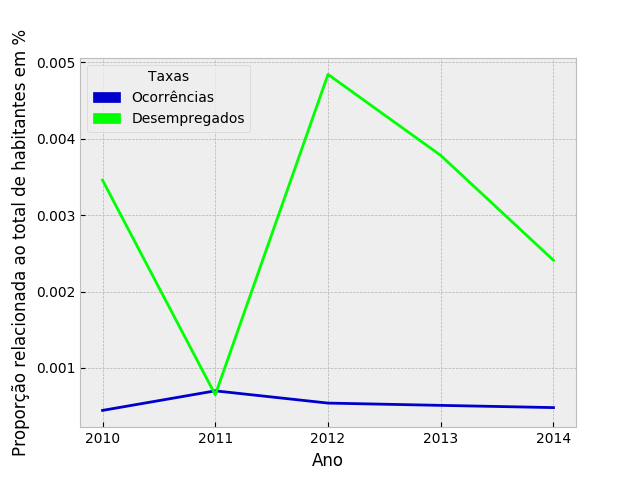 Proporção relacionada ao total de habitantes em %
0.005
0.004
0.003
0.002
0.001
Taxas
Ocorrências
Desempregados
2010 2011 2012 2013 2014
Ano